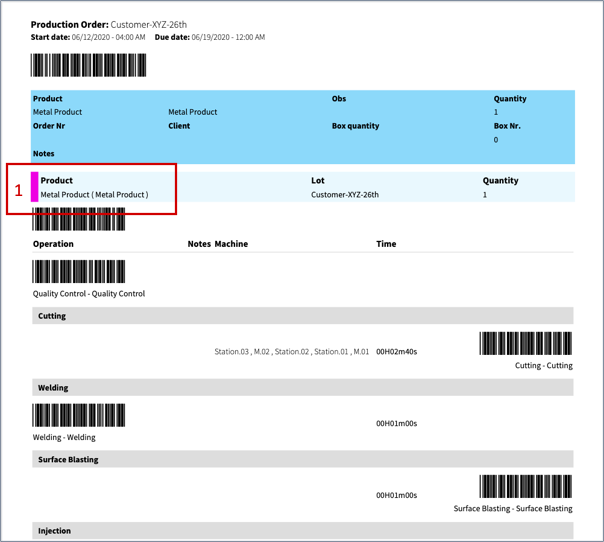 Production Order: Customer-XYZ-26th
Start date: 06/12/2020 - 04:00 AM Due date: 06/19/2020 - 12:00 AM
Product Obs Quantity
Metal Product Metal Product 1
Order Nr Client Box quantity Box Nr.
0
Notes
1
Product Lot Quantity
Metal Product ( Metal Product ) Customer-XYZ-26th 1
Operation Notes Machine Time
Quality Control - Quality Control
Cutting
Station.03 , M.02 , Station.02 , Station.01 , M.01 00H02m40s
Cutting - Cutting
Welding
00H01m00s
Welding - Welding
Surface Blasting
00H01m00s
Surface Blasting - Surface Blasting
Injection